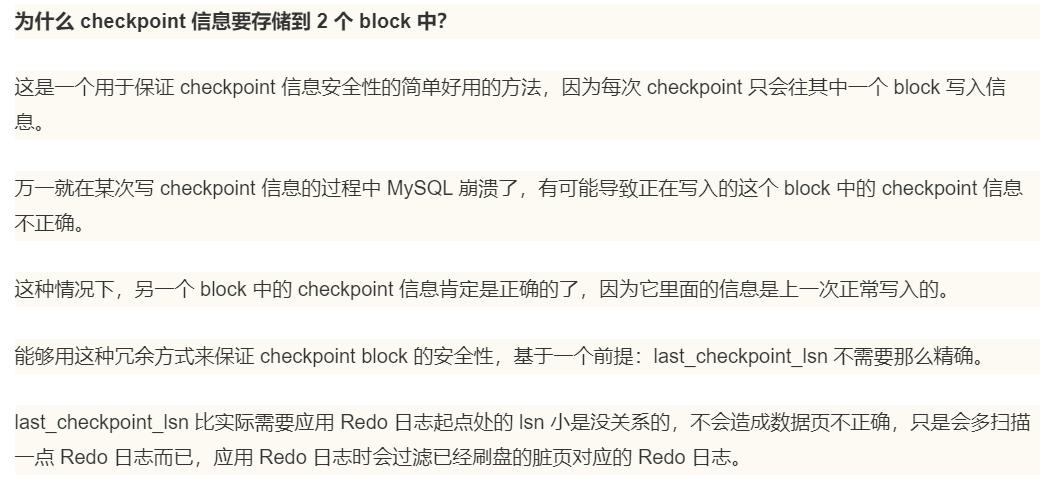 为什么 checkpoint 信息要存储到 2 个 block 中?
这是一个用于保证 checkpoint 信息安全性的简单好用的方法，因为每次 checkpoint 只会往其中一个 block 写入信
息。
万一就在某次写 checkpoint 信息的过程中 MySQL 崩溃了，有可能导致正在写入的这个 block 中的 checkpoint 信息
不正确。
这种情况下，另一个 block 中的 checkpoint 信息肯定是正确的了，因为它里面的信息是上一次正常写入的。
能够用这种冗余方式来保证 checkpoint block 的安全性，基于一个前提：last_checkpoint_lsn 不需要那么精确。
last_checkpoint_lsn 比实际需要应用 Redo 日志起点处的 lsn 小是没关系的，不会造成数据页不正确，只是会多扫描
一点 Redo 日志而已，应用 Redo 日志时会过滤已经刷盘的脏页对应的 Redo 日志。